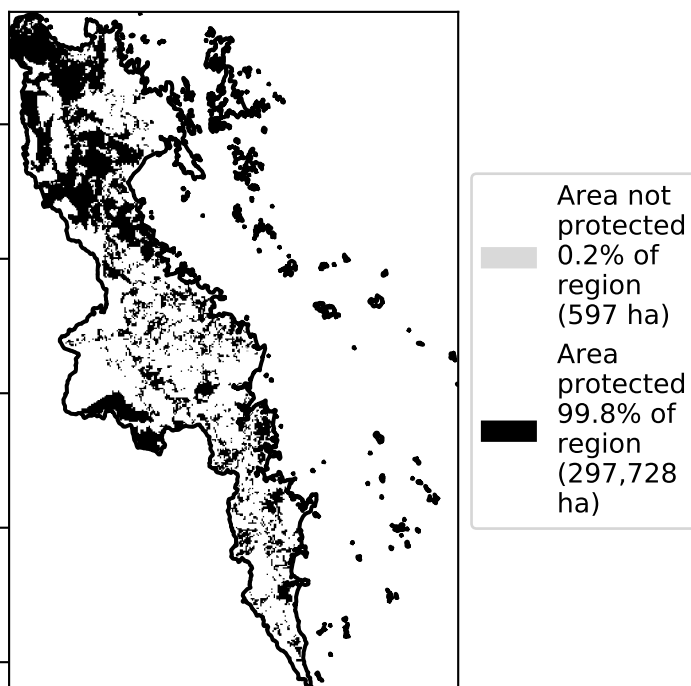 Area not
protected
0.2% of
region
(597 ha)
Area
protected
99.8% of
region
(297,728
ha)